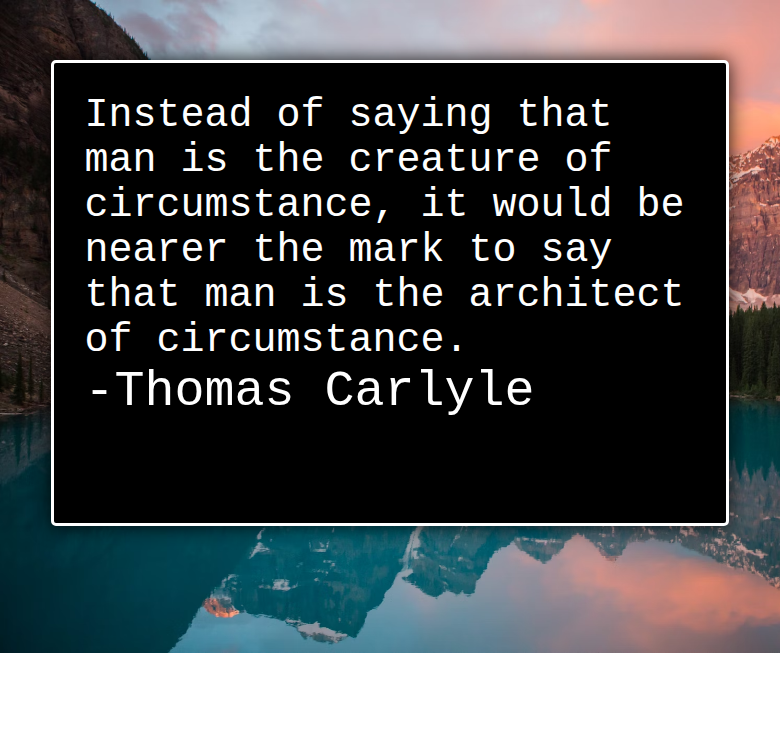 Instead of saying that
man is the creature of
circumstance, it would be
nearer the mark to say
that man is the architect
of circumstance.
-Thomas Carlyle